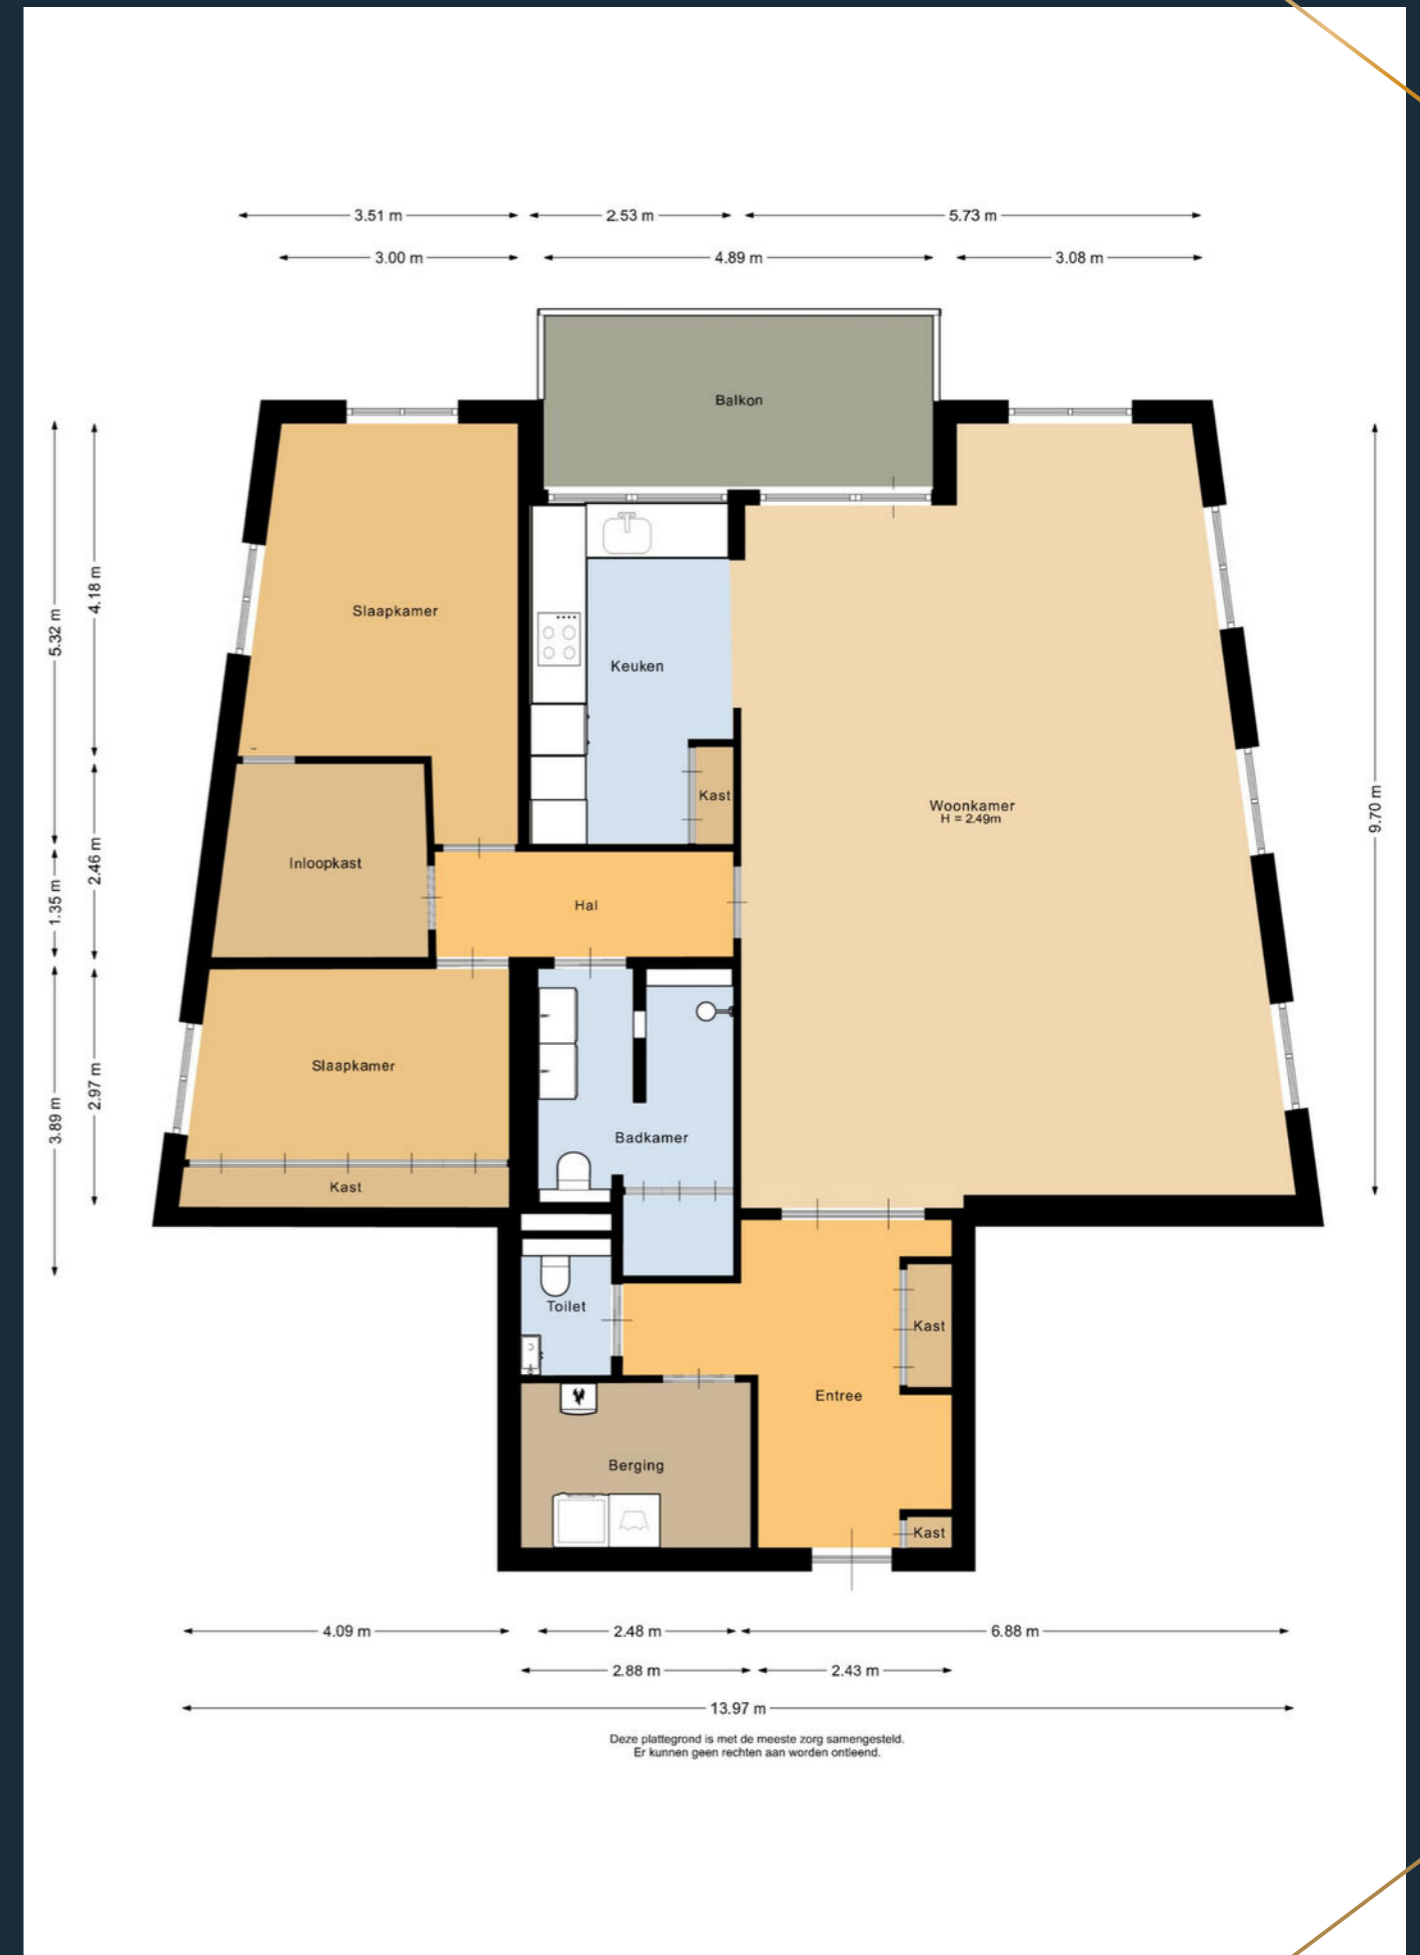 3.51 m
2.53 m
5.73 m
3.00 m
4.89 m
3.08 m
Balkon
5.32 m
4.18 m
Slaapkamer
Keuken
Kast
Woonkamer
H = 2.49m
9.70 m
Inloopkast
2.46 m
1.35 m
Hal
Slaapkamer
2.97 m
3.89 m
Badkamer
Kast
Toilet
Kast
Entree
Berging
Kast
4.09 m
2.48 m
6.88 m
2.88 m
2.43 m
13.97 m
Deze plattegrond is met de meeste zorg samengesteld.
Er kunnen geen rechten aan worden ontleend.